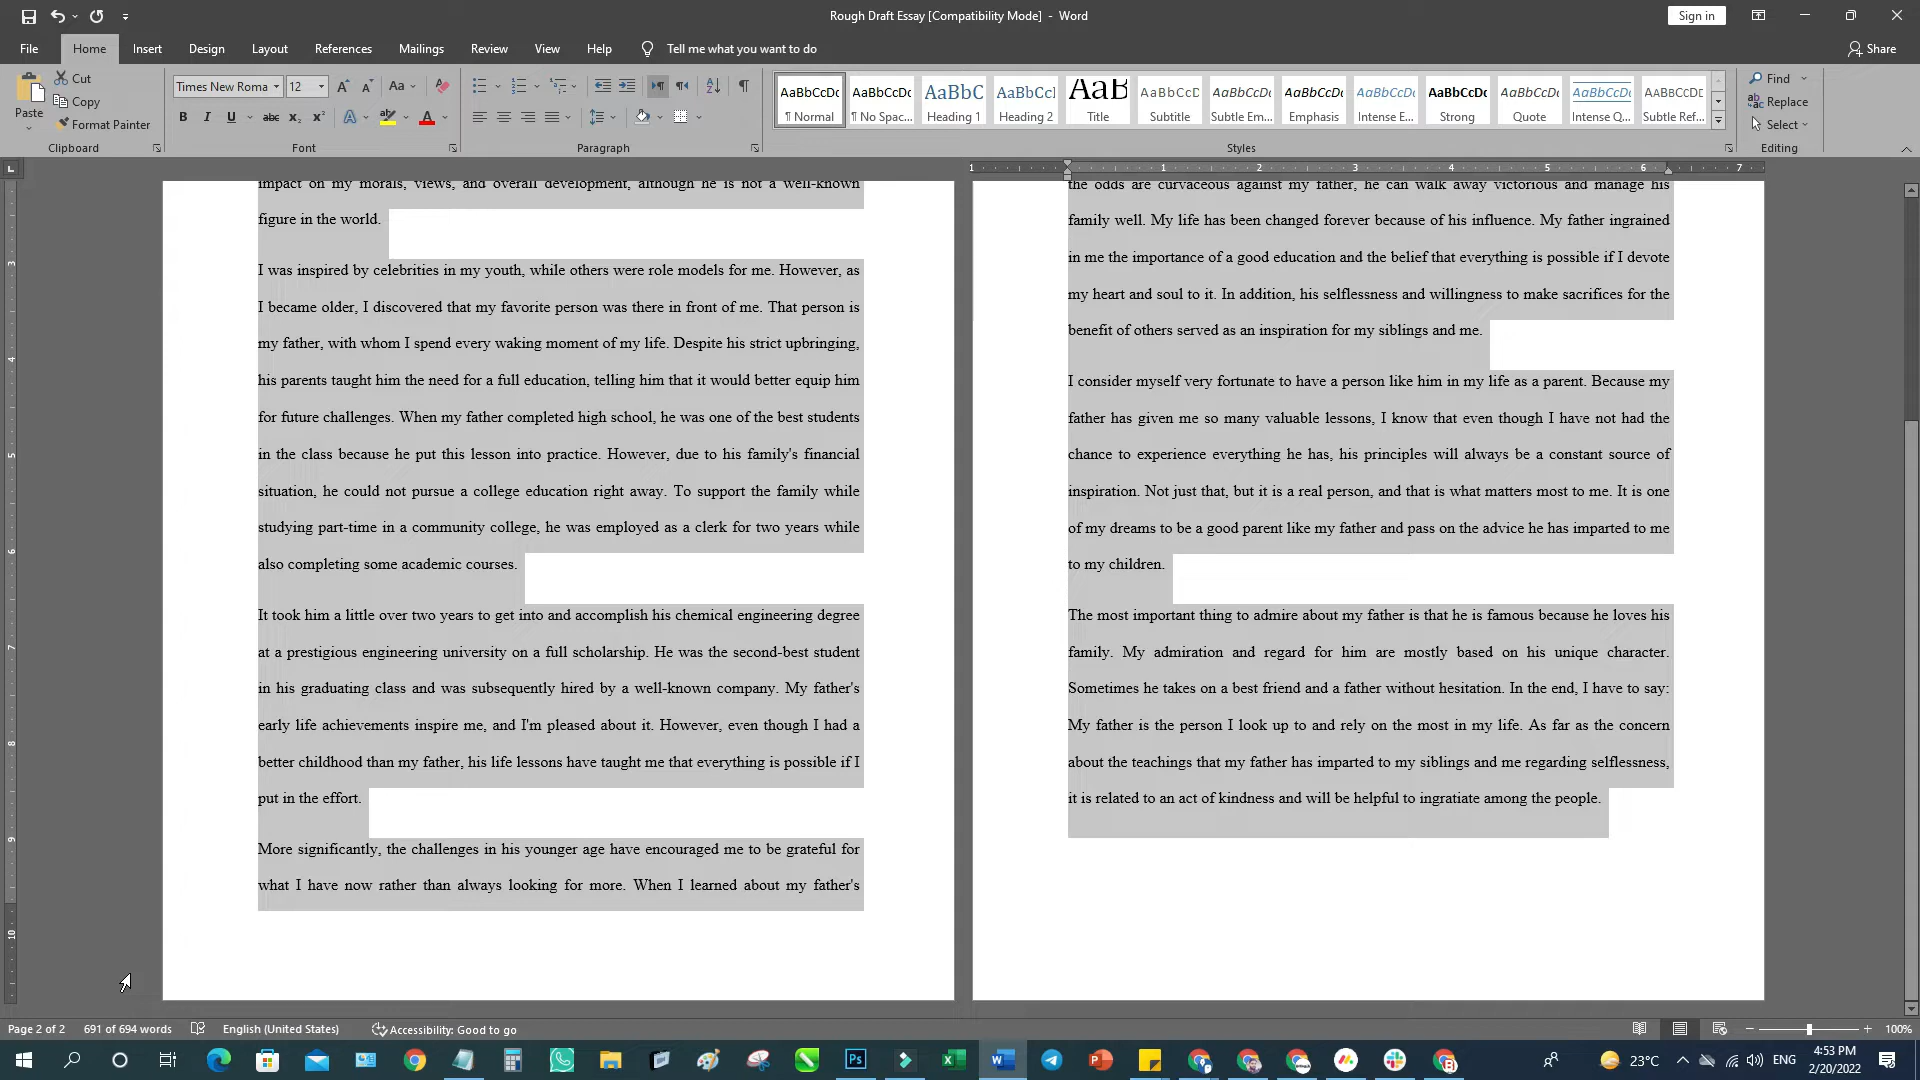 Rough Draft Essay [Compatibility Mode] - Word
Sign in
File Home Insert Design Layout References Mailings Review View Help Tell me what you want to do
Share
Paste
Cut
Copy
Format Painter
Clipboard
Times New Roma
12
Font
Paragraph
AaBbCcDc AaBbCcDc AaBbC AaBbCcI AaB AaBbCcD AaBbCcDc AaBbCcDc AaBbCcDc AaBbCcDc AaBbCcDc AaBbCcDc AABBCCDE
¶ Normal ¶ No Spac... Heading 1 Heading 2 Title Subtitle Subtle Em... Emphasis Intense E... Strong Quote Intense Q... Subtle Ref...
Styles
Find
Replace
Select
Editing
impact on my morals, views, and overall development, although he is not a well-known
figure in the world.
I was inspired by celebrities in my youth, while others were role models for me. However, as
I became older, I discovered that my favorite person was there in front of me. That person is
my father, with whom I spend every waking moment of my life. Despite his strict upbringing,
his parents taught him the need for a full education, telling him that it would better equip him
for future challenges. When my father completed high school, he was one of the best students
in the class because he put this lesson into practice. However, due to his family's financial
situation, he could not pursue a college education right away. To support the family while
studying part-time in a community college, he was employed as a clerk for two years while
also completing some academic courses.
It took him a little over two years to get into and accomplish his chemical engineering degree
at a prestigious engineering university on a full scholarship. He was the second-best student
in his graduating class and was subsequently hired by a well-known company. My father's
early life achievements inspire me, and I'm pleased about it. However, even though I had a
better childhood than my father, his life lessons have taught me that everything is possible if I
put in the effort.
More significantly, the challenges in his younger age have encouraged me to be grateful for
what I have now rather than always looking for more. When I learned about my father's
the odds are curvaceous against my father, he can walk away victorious and manage his
family well. My life has been changed forever because of his influence. My father ingrained
in me the importance of a good education and the belief that everything is possible if I devote
my heart and soul to it. In addition, his selflessness and willingness to make sacrifices for the
benefit of others served as an inspiration for my siblings and me.
I consider myself very fortunate to have a person like him in my life as a parent. Because my
father has given me so many valuable lessons, I know that even though I have not had the
chance to experience everything he has, his principles will always be a constant source of
inspiration. Not just that, but it is a real person, and that is what matters most to me. It is one
of my dreams to be a good parent like my father and pass on the advice he has imparted to me
to my children.
The most important thing to admire about my father is that he is famous because he loves his
family. My admiration and regard for him are mostly based on his unique character.
Sometimes he takes on a best friend and a father without hesitation. In the end, I have to say:
My father is the person I look up to and rely on the most in my life. As far as the concern
about the teachings that my father has imparted to my siblings and me regarding selflessness,
it is related to an act of kindness and will be helpful to ingratiate among the people.
Page 2 of 2 691 of 694 words English (United States) Accessibility: Good to go
100%
23°C ENG
4:53 PM
2/20/2022